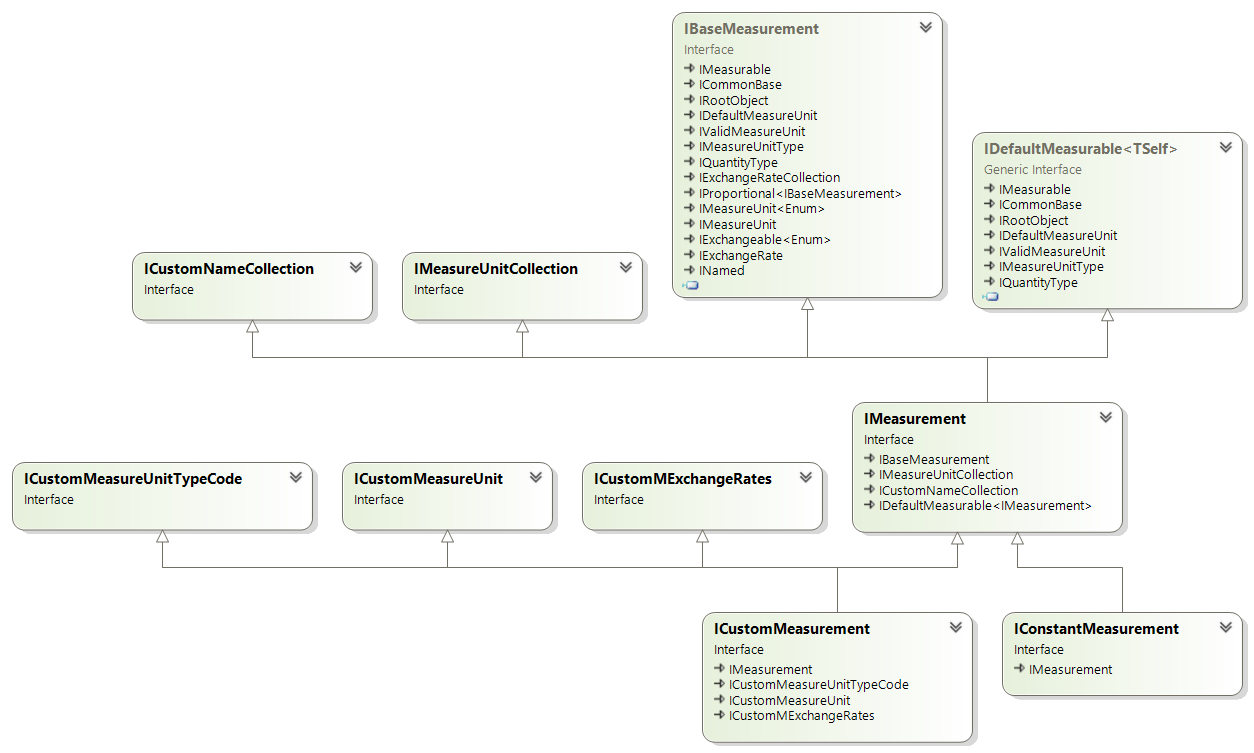 IBaseMeasurement
Interface
IMeasurable
ICommonBase
IRootObject
IDefaultMeasureUnit
IValidMeasureUnit
IMeasureUnitType
IQuantityType
IExchangeRateCollection
IProportional<IBaseMeasurement>
IMeasureUnit<Enum>
IMeasureUnit
IExchangeable<Enum>
IExchangeRate
INamed
IDefaultMeasurable<TSelf>
Generic Interface
IMeasurable
ICommonBase
IRootObject
IDefaultMeasureUnit
IValidMeasureUnit
IMeasureUnitType
IQuantityType
ICustomNameCollection
Interface
IMeasureUnitCollection
Interface
IMeasurement
Interface
IBaseMeasurement
IMeasureUnitCollection
ICustomNameCollection
IDefaultMeasurable<IMeasurement>
ICustomMeasureUnitTypeCode
Interface
ICustomMeasureUnit
Interface
ICustomMExchangeRates
Interface
ICustomMeasurement
Interface
IMeasurement
ICustomMeasureUnitTypeCode
ICustomMeasureUnit
ICustomMExchangeRates
IConstantMeasurement
Interface
IMeasurement